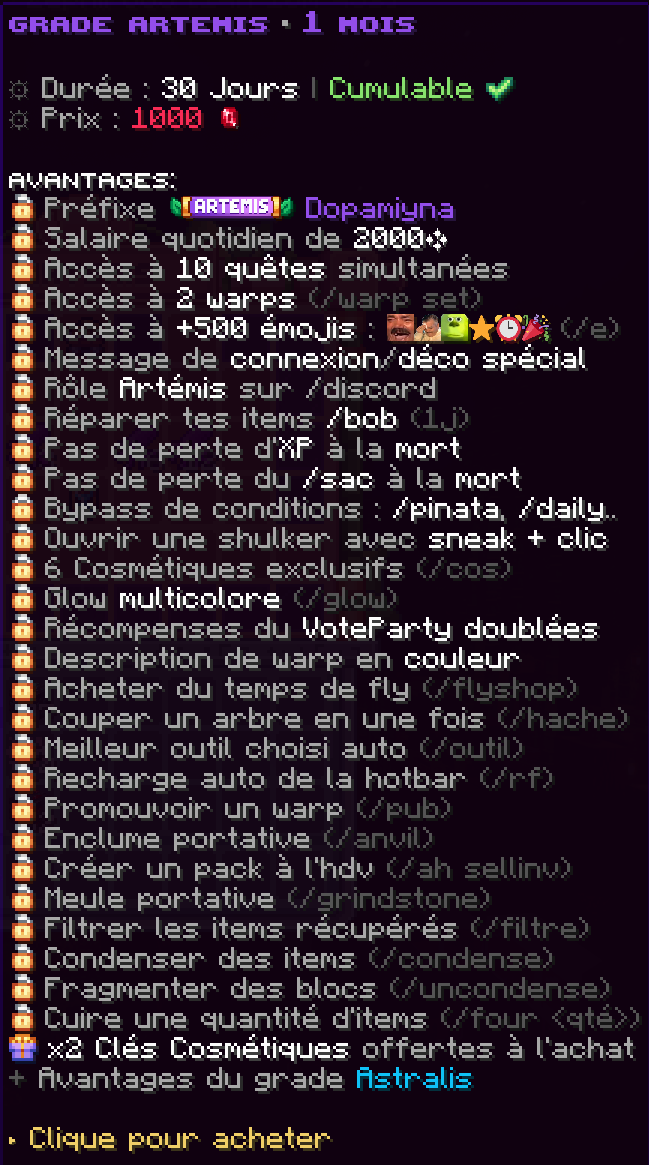 GRADE ARTEMIS • 1 MOIS
Durée : 30 Jours | Cumulable ✔
Prix : 1000
AVANTAGES:
Préfixe ARTEMIS Dopamiyna
Salaire quotidien de 2000
Accès à 10 quêtes simultanées
Accès à 2 warps (/warp set)
Accès à +500 émojis : (/e)
Message de connexion/déco spécial
Rôle Artémis sur /discord
Réparer tes items /bob (1j)
Pas de perte d'XP à la mort
Pas de perte du /sac à la mort
Bypass de conditions : /pinata, /daily..
Ouvrir une shulker avec sneak + clic
6 Cosmétiques exclusifs (/cos)
Glow multicolore (/glow)
Récompenses du VoteParty doublées
Description de warp en couleur
Acheter du temps de fly (/flyshop)
Couper un arbre en une fois (/hache)
Meilleur outil choisi auto (/outil)
Recharge auto de la hotbar (/rf)
Promouvoir un warp (/pub)
Enclume portative (/anvil)
Créer un pack à l'hdv (/ah sellinv)
Meule portative (/grindstone)
Filtrer les items récupérés (/filtre)
Condenser des items (/condense)
Fragmenter des blocs (/uncondense)
Cuire une quantité d'items (/four <qté>)
x2 Clés Cosmétiques offertes à l'achat
+ Avantages du grade Astralis
▸ Clique pour acheter